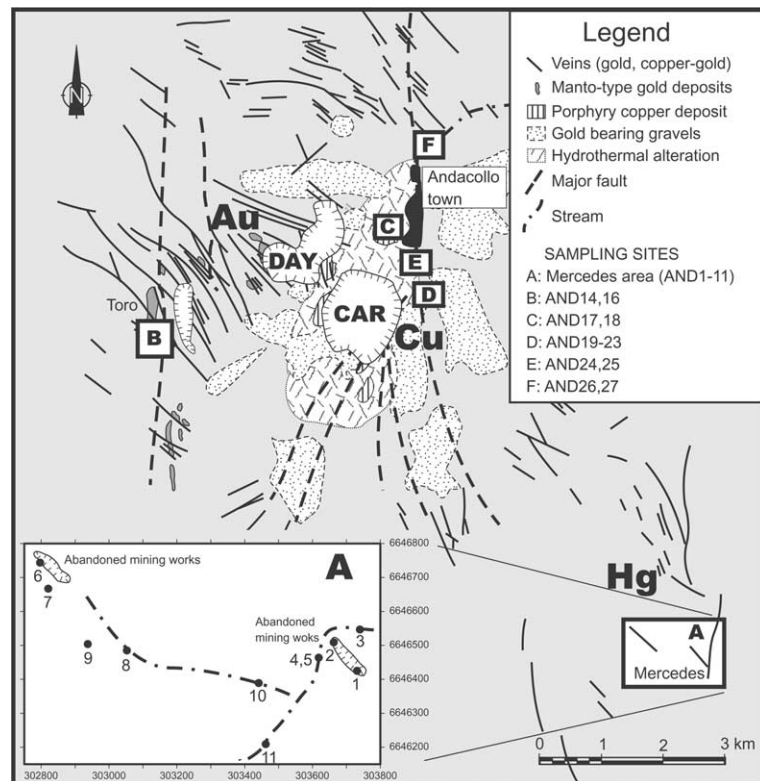 Legend
Veins (gold, copper-gold)
Manto-type gold deposits
Porphyry copper deposit
Gold bearing gravels
Hydrothermal alteration
Major fault
Stream
SAMPLING SITES
A: Mercedes area (AND1-11)
B: AND14,16
C: AND17,18
D: AND19-23
E: AND24,25
F: AND26,27
N
F
Andacollo
town
Au
C
DAY
E
D
Toro
CAR
B
Cu
Hg
A
Mercedes
0 1 2 3 km
A
Abandoned mining works
6
7
9
8
10
11
Abandoned
mining woks
4,5
2
3
1
6646800
6646700
6646600
6646500
6646400
6646300
6646200
302800
303000
303200
303400
303600
303800